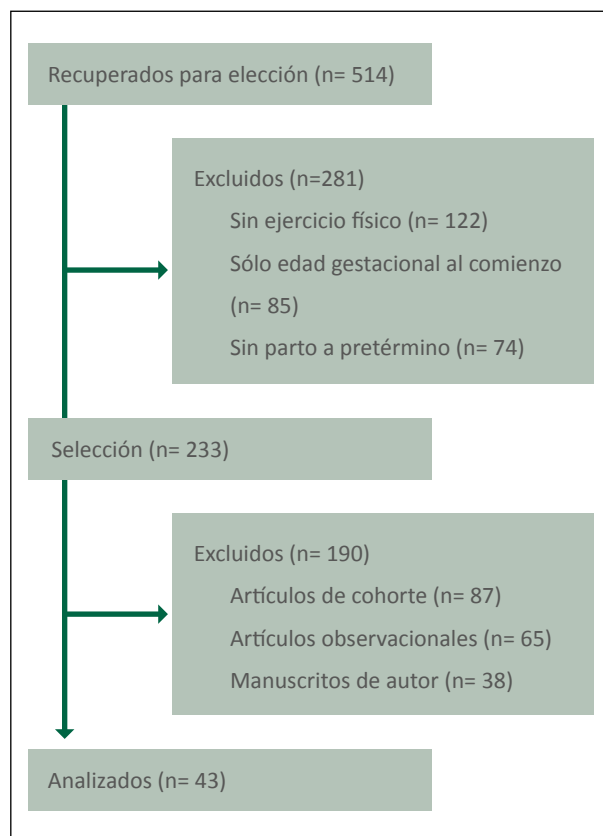 Recuperados para elección (n= 514)
Excluidos (n=281)
Sin ejercicio físico (n= 122)
Sólo edad gestacional al comienzo
(n= 85)
Sin parto a pretérmino (n= 74)
Selección (n= 233)
Excluidos (n= 190)
Artículos de cohorte (n= 87)
Artículos observacionales (n= 65)
Manuscritos de autor (n= 38)
Analizados (n= 43)